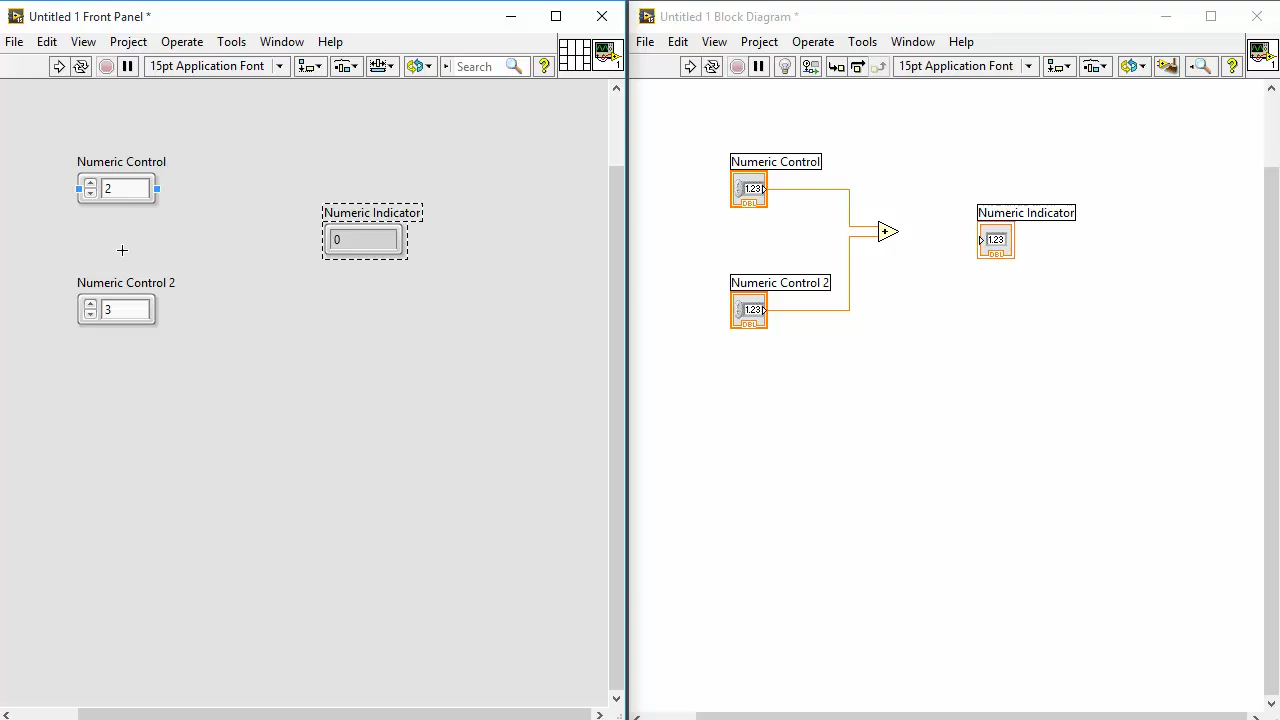 Untitled 1 Front Panel *
File Edit View Project Operate Tools Window Help
15pt Application Font
Search
?
1
Numeric Control
2
Numeric Indicator
0
Numeric Control 2
3
Untitled 1 Block Diagram *
File Edit View Project Operate Tools Window Help
15pt Application Font
?
1
Numeric Control
1.23
DBL
Numeric Indicator
1.23
DBL
+
Numeric Control 2
1.23
DBL